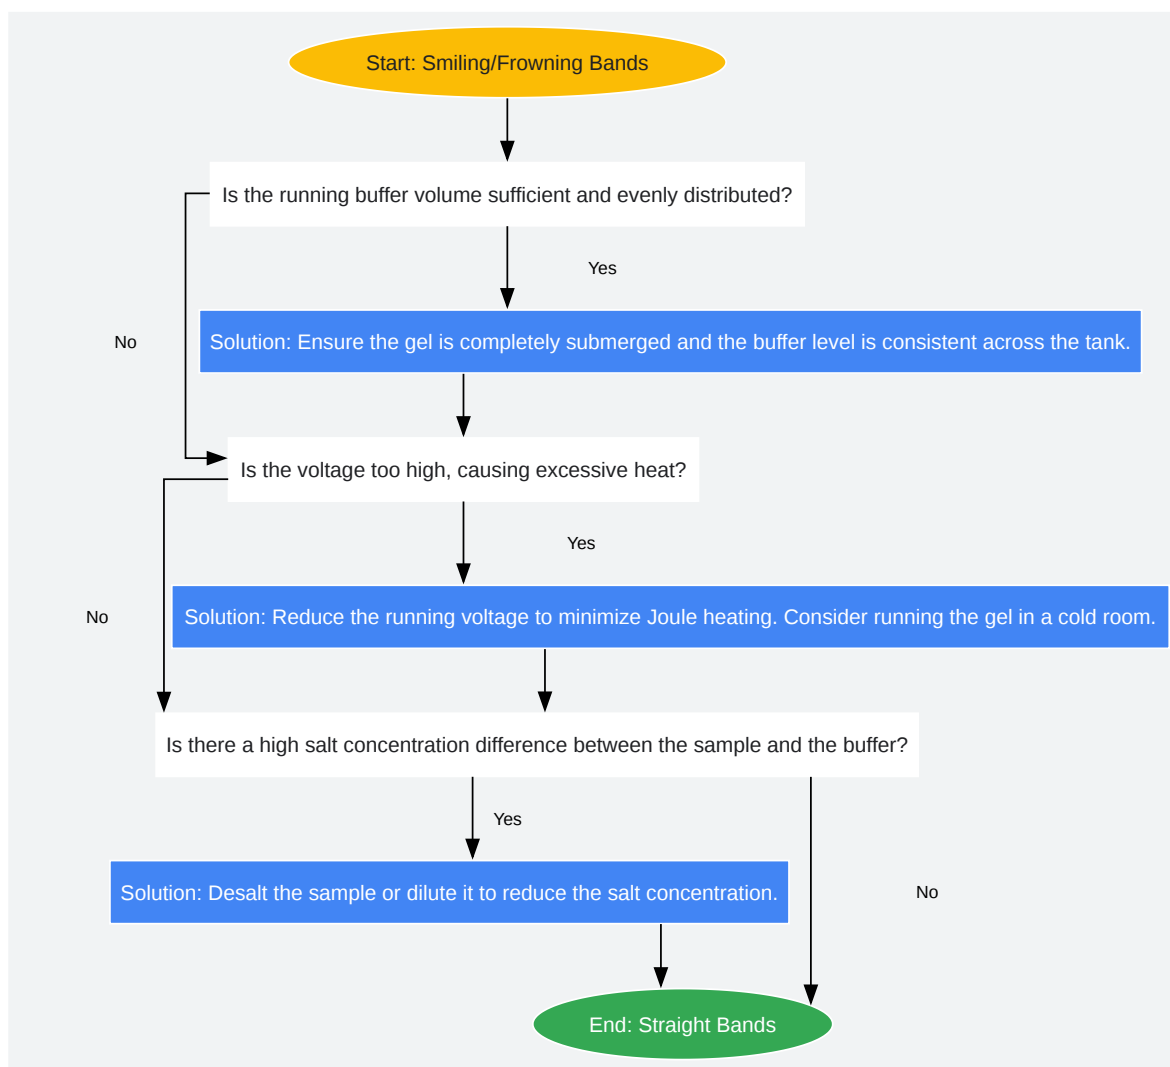 Start: Smiling/Frowning Bands
Is the running buffer volume sufficient and evenly distributed?
Yes
No
Solution: Ensure the gel is completely submerged and the buffer level is consistent across the tank.
Is the voltage too high, causing excessive heat?
Yes
No
Solution: Reduce the running voltage to minimize Joule heating. Consider running the gel in a cold room.
Is there a high salt concentration difference between the sample and the buffer?
Yes
Solution: Desalt the sample or dilute it to reduce the salt concentration.
No
End: Straight Bands